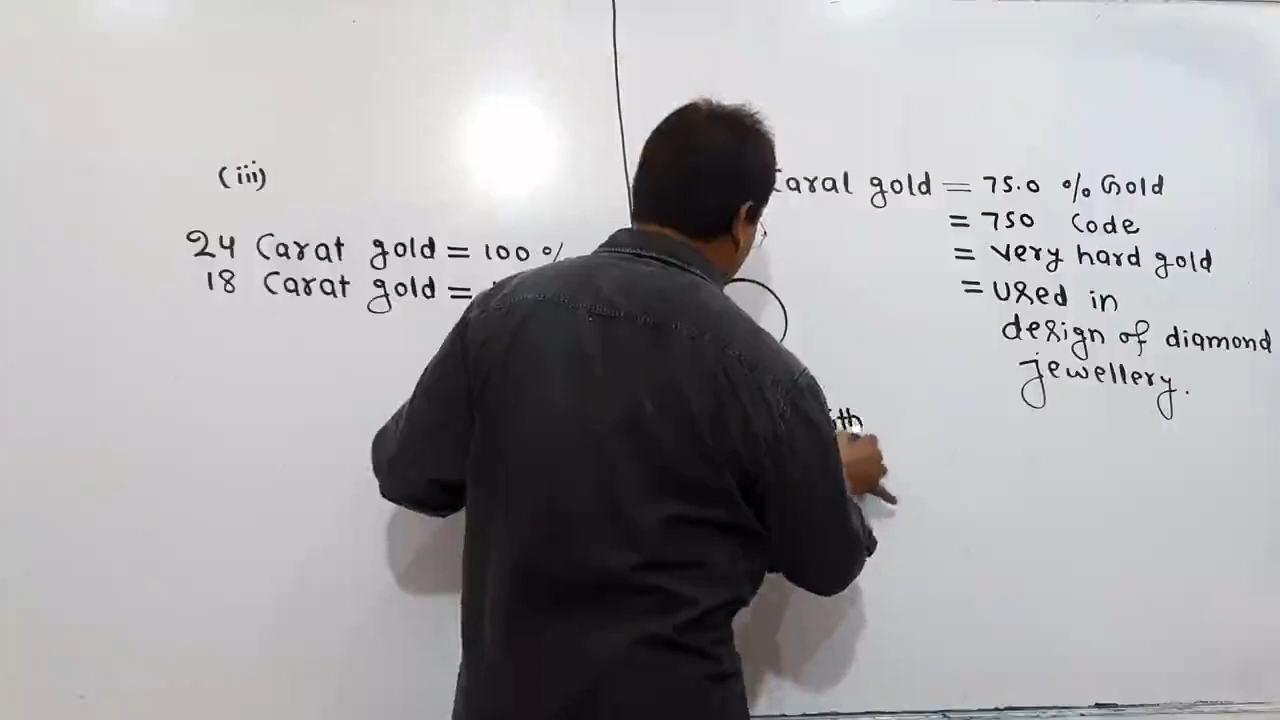 (iii)
24 Carat gold = 100 %
18 Carat gold =
gold = 75.0 % Gold
= 750 Code
= very hard gold
= used in
design of diamond
jewellery.